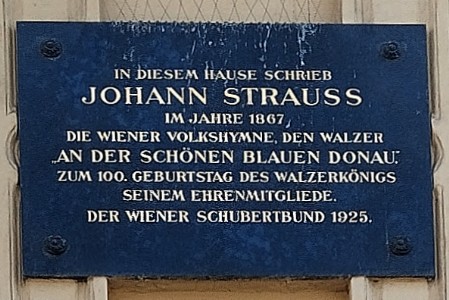 IN DIESEM HAUSE SCHRIEB
JOHANN STRAUSS
IM JAHRE 1867,
DIE WIENER VOLKSHYMNE, DEN WALZER
„AN DER SCHÖNEN BLAUEN DONAU.“
ZUM 100. GEBURTSTAG DES WALZERKÖNIGS
SEINEM EHRENMITGLIEDE.
DER WIENER SCHUBERTBUND 1925.